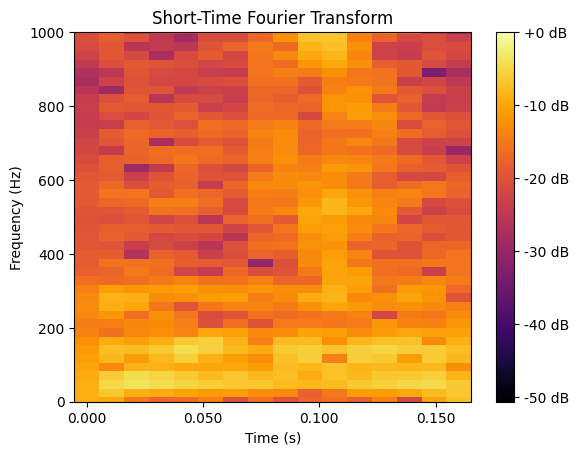 Short-Time Fourier Transform
1000
800
600
400
200
0
Frequency (Hz)
0.000
0.050
0.100
0.150
Time (s)
+0 dB
-10 dB
-20 dB
-30 dB
-40 dB
-50 dB